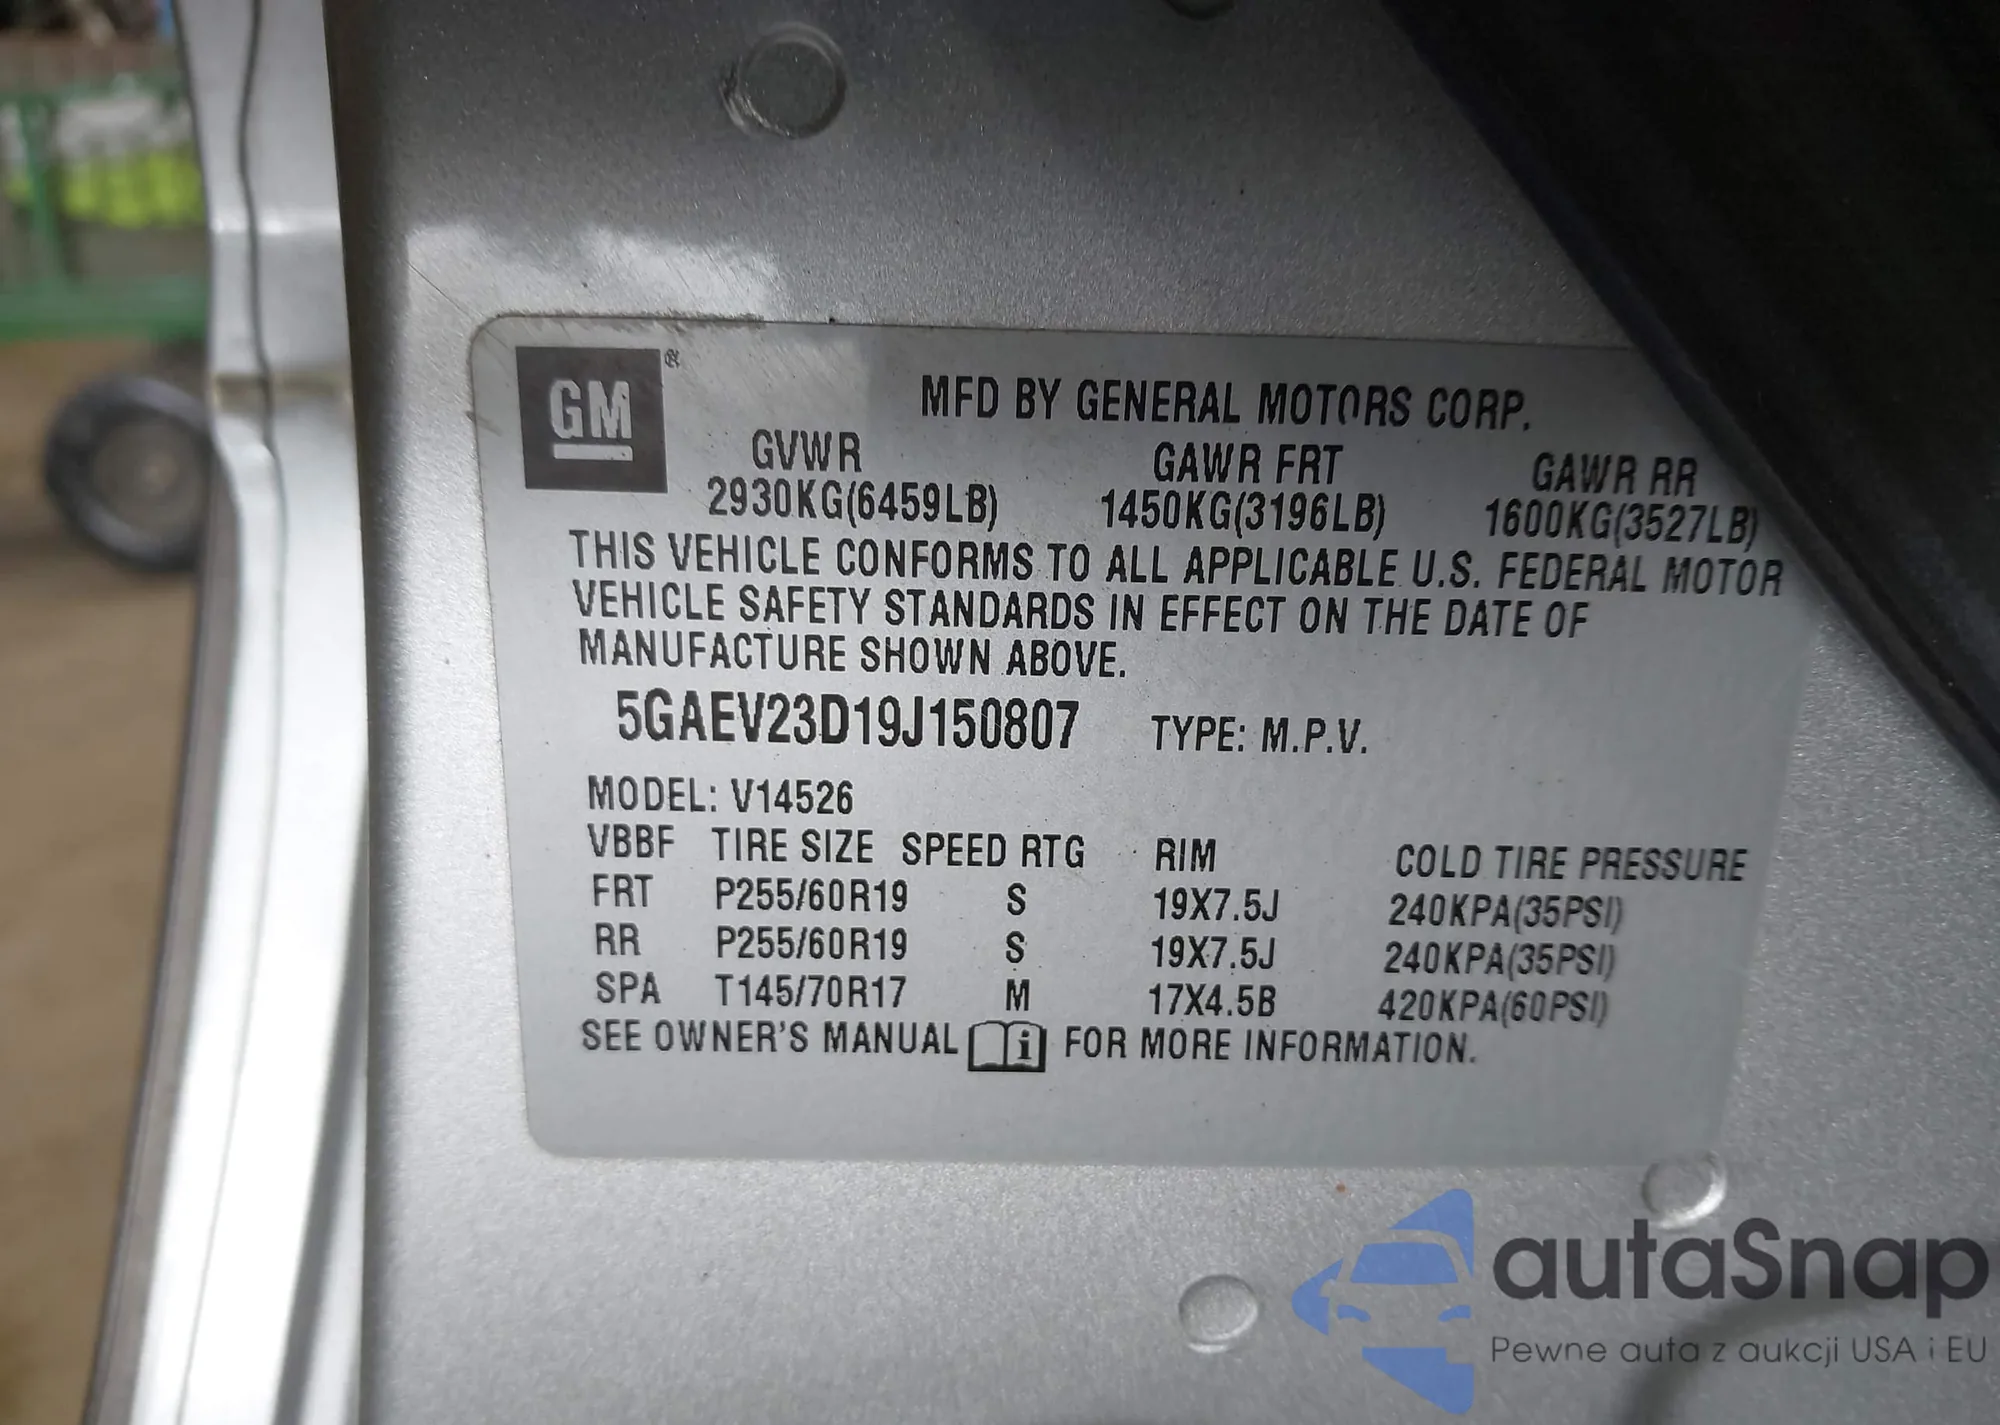 GM®
MFD BY GENERAL MOTORS CORP.
GVWR GAWR FRT GAWR RR
2930KG(6459LB) 1450KG(3196LB) 1600KG(3527LB)
THIS VEHICLE CONFORMS TO ALL APPLICABLE U.S. FEDERAL MOTOR
VEHICLE SAFETY STANDARDS IN EFFECT ON THE DATE OF
MANUFACTURE SHOWN ABOVE.
5GAEV23D19J150807 TYPE: M.P.V.
MODEL: V14526
VBBF TIRE SIZE SPEED RTG RIM COLD TIRE PRESSURE
FRT P255/60R19 S 19X7.5J 240KPA(35PSI)
RR P255/60R19 S 19X7.5J 240KPA(35PSI)
SPA T145/70R17 M 17X4.5B 420KPA(60PSI)
SEE OWNER'S MANUAL i FOR MORE INFORMATION.
autaSnap
Pewne auta z aukcji USA i EU